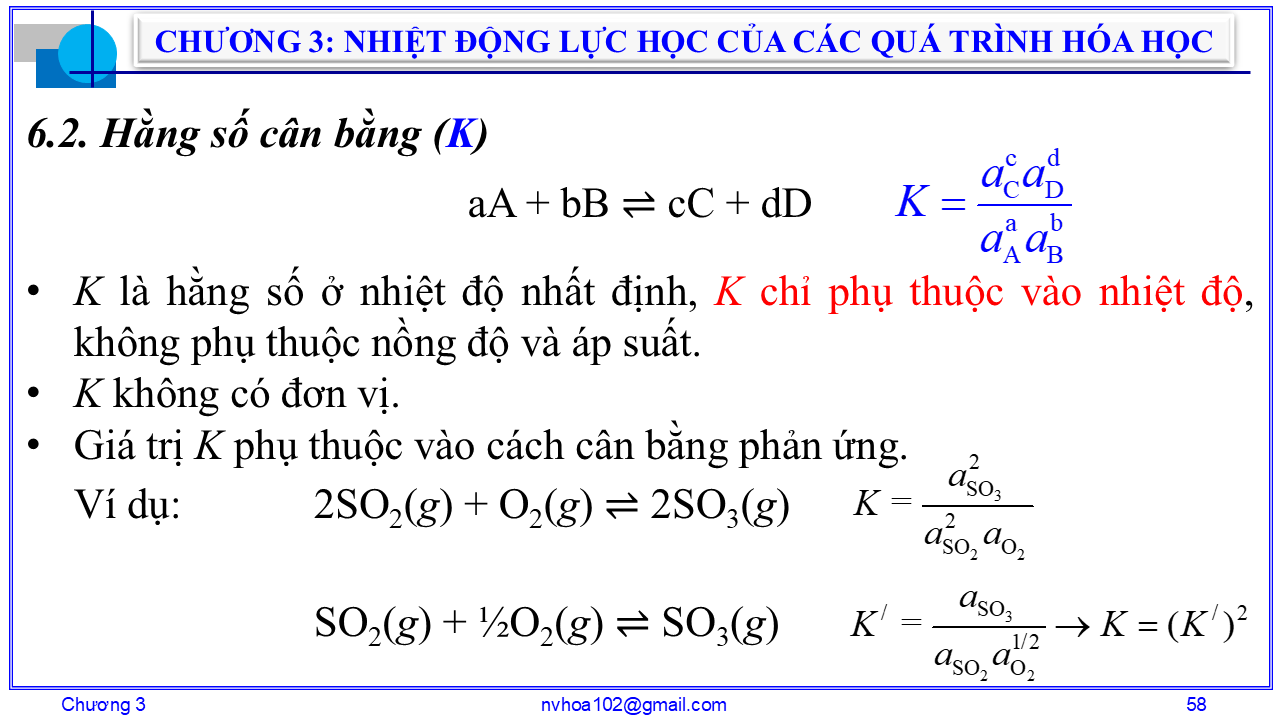 CHƯƠNG 3: NHIỆT ĐỘNG LỰC HỌC CỦA CÁC QUÁ TRÌNH HÓA HỌC
6.2. Hằng số cân bằng (K)
aA + bB ⇌ cC + dD K = a_C^c a_D^d / a_A^a a_B^b
• K là hằng số ở nhiệt độ nhất định, K chỉ phụ thuộc vào nhiệt độ,
không phụ thuộc nồng độ và áp suất.
• K không có đơn vị.
• Giá trị K phụ thuộc vào cách cân bằng phản ứng.
Ví dụ: 2SO₂(g) + O₂(g) ⇌ 2SO₃(g) K = a_SO₃^2 / a_SO₂^2 a_O₂
SO₂(g) + ½O₂(g) ⇌ SO₃(g) K^/ = a_SO₃ / a_SO₂ a_O₂^1/2 → K = (K^/)^2
Chương 3 nvhoa102@gmail.com 58